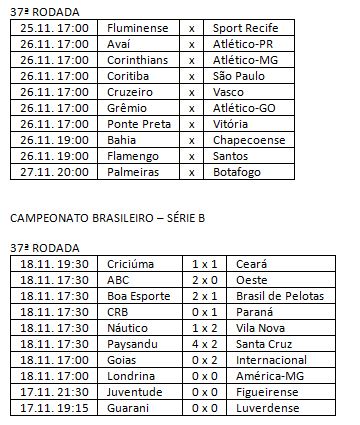 37ª RODADA
25.11. 17:00 Fluminense x Sport Recife
26.11. 17:00 Avaí x Atlético-PR
26.11. 17:00 Corinthians x Atlético-MG
26.11. 17:00 Coritiba x São Paulo
26.11. 17:00 Cruzeiro x Vasco
26.11. 17:00 Grêmio x Atlético-GO
26.11. 17:00 Ponte Preta x Vitória
26.11. 19:00 Bahia x Chapecoense
26.11. 19:00 Flamengo x Santos
27.11. 20:00 Palmeiras x Botafogo
CAMPEONATO BRASILEIRO – SÉRIE B
37ª RODADA
18.11. 19:30 Criciúma 1 x 1 Ceará
18.11. 17:30 ABC 2 x 0 Oeste
18.11. 17:30 Boa Esporte 2 x 1 Brasil de Pelotas
18.11. 17:30 CRB 0 x 1 Paraná
18.11. 17:30 Náutico 1 x 2 Vila Nova
18.11. 17:30 Paysandu 4 x 2 Santa Cruz
18.11. 17:00 Goias 0 x 2 Internacional
18.11. 17:00 Londrina 0 x 0 América-MG
17.11. 21:30 Juventude 0 x 0 Figueirense
17.11. 19:15 Guarani 0 x 0 Luverdense